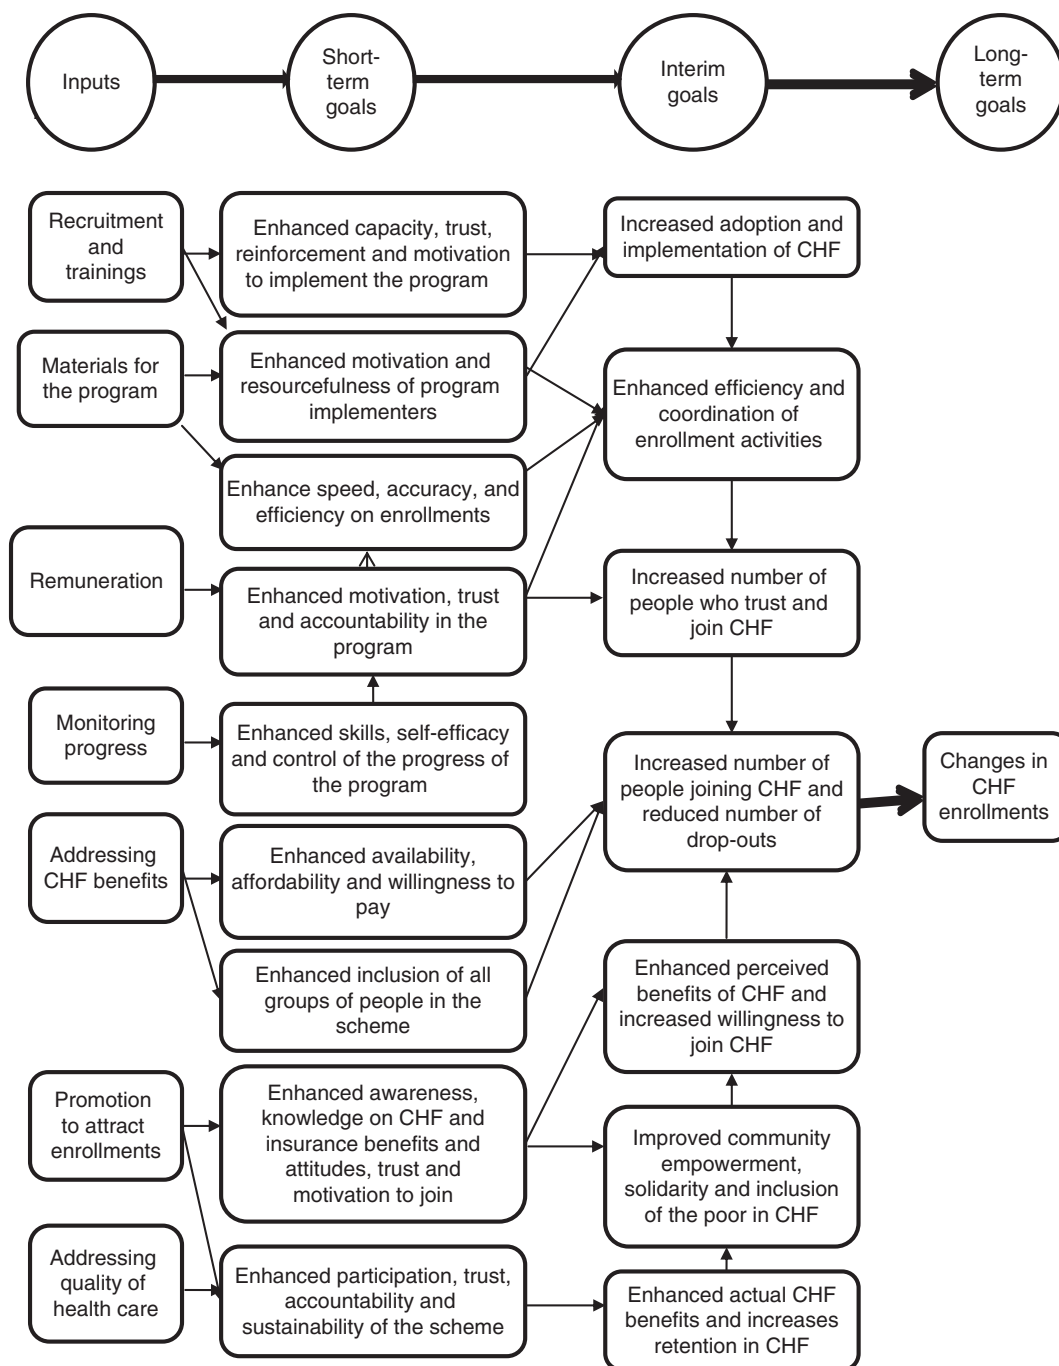 Inputs
Short-
term
goals
Interim
goals
Long-
term
goals
Recruitment
and
trainings
Materials for
the program
Remuneration
Monitoring
progress
Addressing
CHF benefits
Promotion
to attract
enrollments
Addressing
quality of
health care
Enhanced capacity, trust,
reinforcement and motivation
to implement the program
Enhanced motivation and
resourcefulness of program
implementers
Enhance speed, accuracy, and
efficiency on enrollments
Enhanced motivation, trust
and accountability in the
program
Enhanced skills, self-efficacy
and control of the progress of
the program
Enhanced availability,
affordability and willingness to
pay
Enhanced inclusion of all
groups of people in the
scheme
Enhanced awareness,
knowledge on CHF and
insurance benefits and
attitudes, trust and
motivation to join
Enhanced participation, trust,
accountability and
sustainability of the scheme
Increased adoption and
implementation of CHF
Enhanced efficiency and
coordination of
enrollment activities
Increased number of
people who trust and
join CHF
Increased number of
people joining CHF and
reduced number of
drop-outs
Enhanced perceived
benefits of CHF and
increased willingness to
join CHF
Improved community
empowerment,
solidarity and inclusion
of the poor in CHF
Enhanced actual CHF
benefits and increases
retention in CHF
Changes in
CHF
enrollments